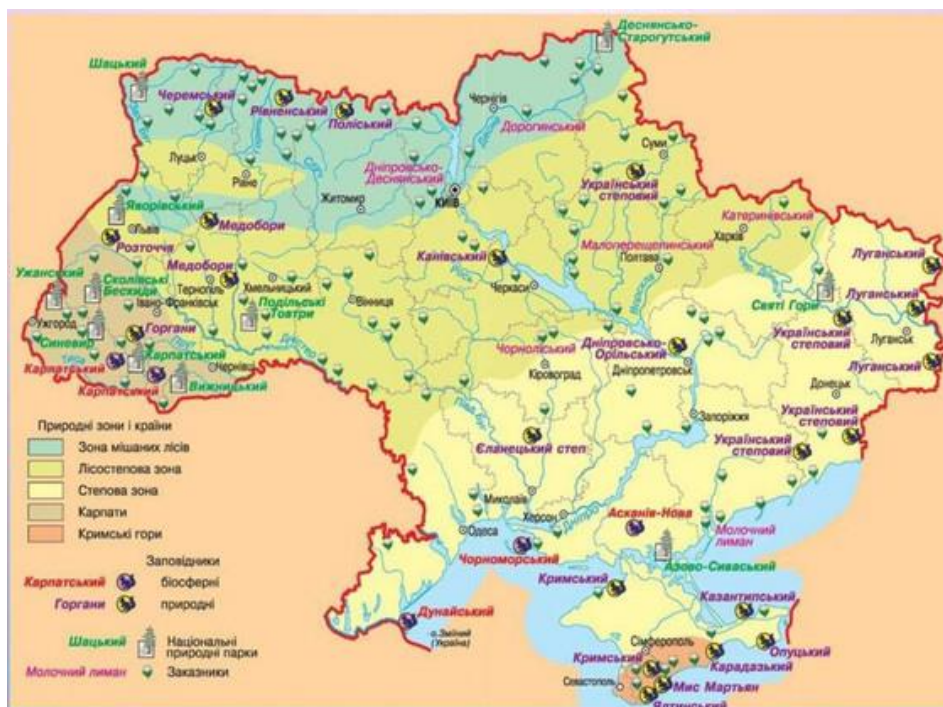 Деснянсько-
Старогутський
Шацький
Черемський
Рівненський
Поліський
Чернігів
Дорогинський
Луцьк
Рівне
Дніпровсько-
Деснянський
Суми
Український
степовий
Житомир
КИЇВ
Яворівський
Львів
Розточчя
Медобори
Канівський
Малоперещепинський
Полтава
Катеринівський
Харків
Луганський
Ужанський
Сколівські
Бескиди
Медобори
Тернопіль
Хмельницький
Вінниця
Черкаси
Святі Гори
Луганський
Івано-Франківськ
Подільські
Товтри
Ужгород
Синевир
Горгани
Дністер
Чорноліський
Дніпровсько-
Орільський
Український
степовий
Луганськ
Карпатський
Карпатський
Чернівці
Кіровоград
Дніпропетровськ
Луганський
Карпатський
Вижницький
Донецьк
Запоріжжя
Український
степовий
Єланецький степ
Український
степовий
Природні зони і країни
Зона мішаних лісів
Лісостепова зона
Степова зона
Карпати
Кримські гори
Миколаїв
Херсон
Дніпро
Одеса
Асканія-Нова
Молочний
лиман
Чорноморський
Азово-Сиваський
Заповідники
Карпатський
біосферні
Горгани
природні
Кримський
Казантипський
Дунайський
о.Зміїний
(Україна)
Шацький
Національні
природні парки
Сімферополь
Опуцький
Кримський
Карадазький
Молочний лиман
Заказники
Севастополь
Мис Мартьян
Ялтинський